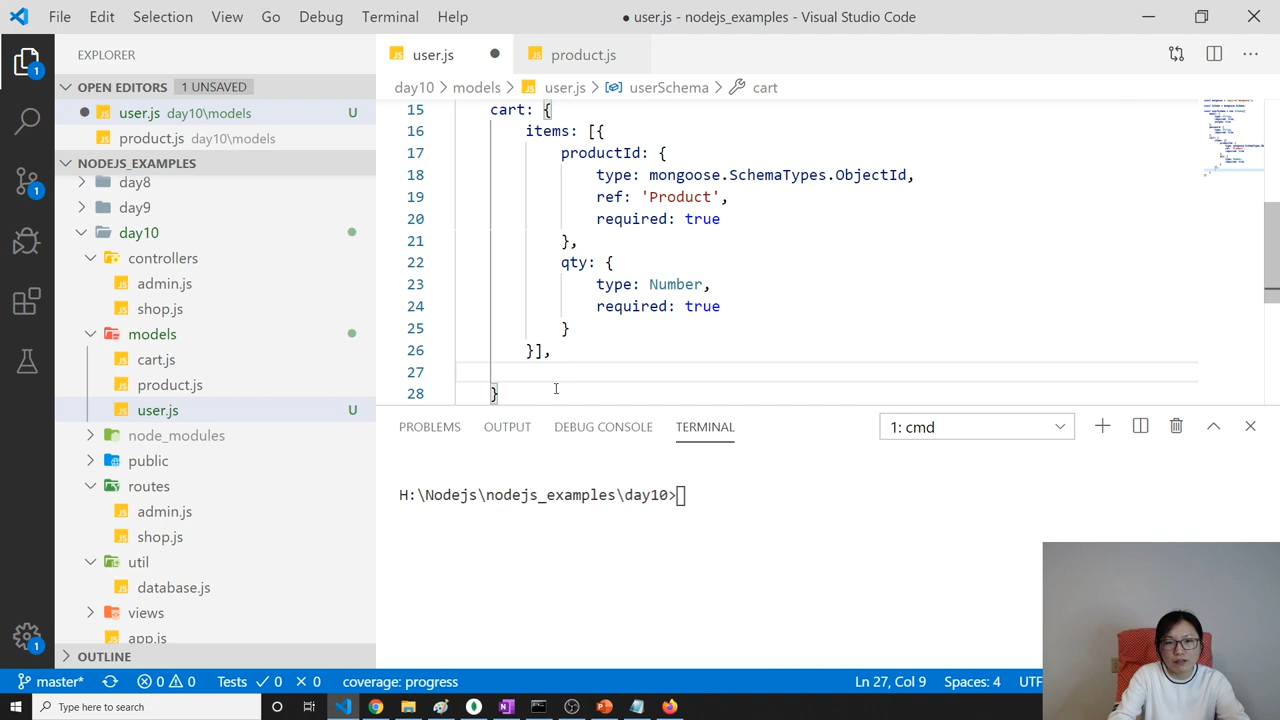 File Edit Selection View Go Debug Terminal Help
● user.js - nodejs_examples - Visual Studio Code
EXPLORER
OPEN EDITORS 1 UNSAVED
user.js day10\models U
product.js day10\models
NODEJS_EXAMPLES
day8
day9
day10
controllers
admin.js
shop.js
models
cart.js
product.js
user.js U
node_modules
public
routes
admin.js
shop.js
util
database.js
views
app.js
OUTLINE
user.js product.js
day10 > models > user.js > userSchema > cart
15 cart: {
16 items: [{
17 productId: {
18 type: mongoose.SchemaTypes.ObjectId,
19 ref: 'Product',
20 required: true
21 },
22 qty: {
23 type: Number,
24 required: true
25 }
26 }],
27
28 }
PROBLEMS OUTPUT DEBUG CONSOLE TERMINAL 1: cmd
H:\Nodejs\nodejs_examples\day10>
1
1
1
master* 0 0 Tests 0 0 coverage: progress Ln 27, Col 9 Spaces: 4 UTF
Type here to search